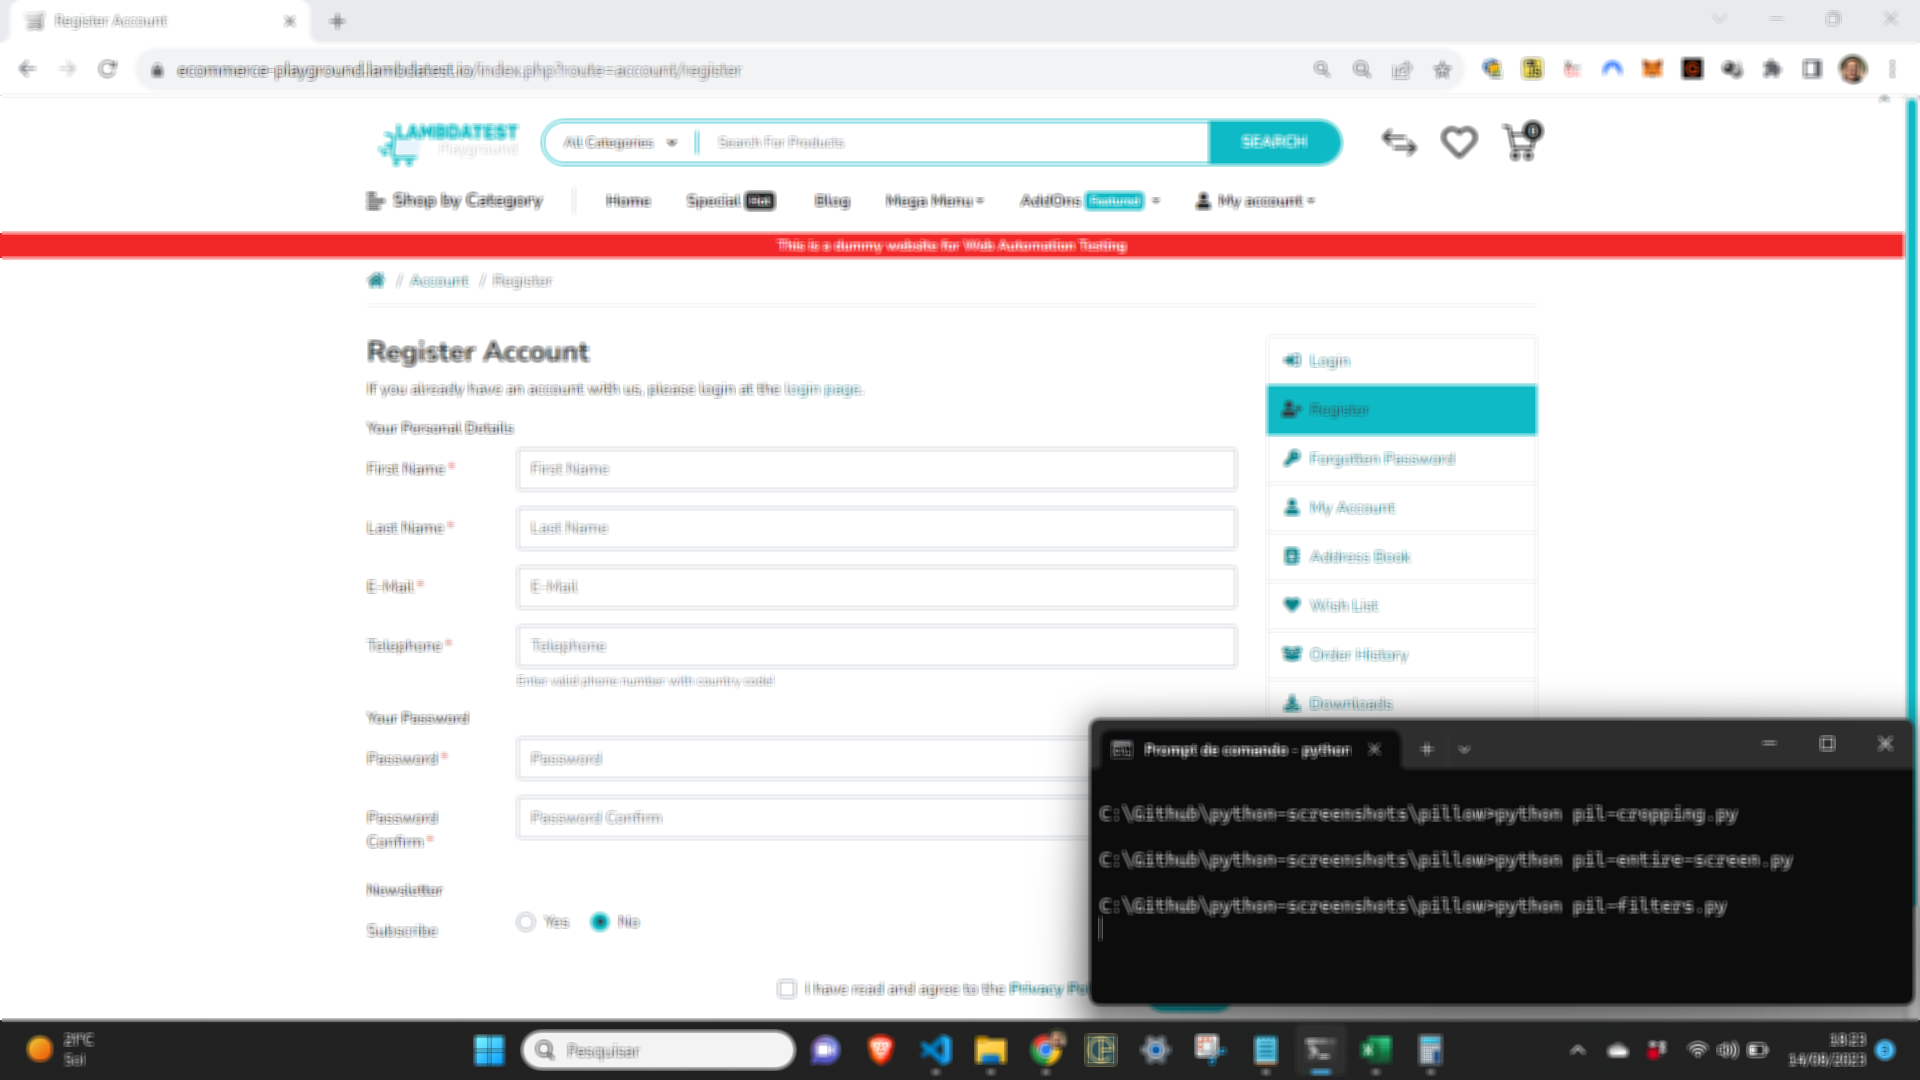 Register Account
ecommerce-playground.lambdatest.io/index.php?route=account/register
LAMBDATEST
Playground
All Categories
Search For Products
SEARCH
0
Shop by Category
Home
Special Hot
Blog
Mega Menu
AddOns Featured
My account
This is a dummy website for Web Automation Testing
/ Account / Register
Register Account
If you already have an account with us, please login at the login page.
Your Personal Details
First Name*
First Name
Last Name*
Last Name
E-Mail*
E-Mail
Telephone*
Telephone
Enter valid phone number with country code!
Your Password
Password*
Password
Password
Confirm*
Password Confirm
Newsletter
Subscribe
Yes
No
I have read and agree to the Privacy Pol
Login
Register
Forgotten Password
My Account
Address Book
Wish List
Order History
Downloads
Prompt de comando - python
C:\Github\python-screenshots\pillow>python pil-cropping.py
C:\Github\python-screenshots\pillow>python pil-entire-screen.py
C:\Github\python-screenshots\pillow>python pil-filters.py
21°C
Sol
Pesquisar
18:23
14/08/2023
3